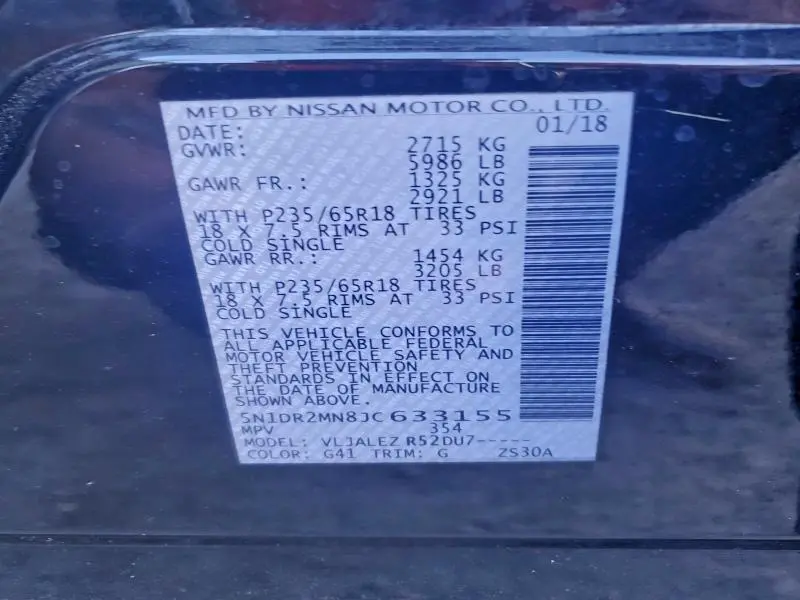 MFD BY NISSAN MOTOR CO., LTD.
DATE: 01/18
GVWR: 2715 KG
5986 LB
GAWR FR.: 1325 KG
2921 LB
WITH P235/65R18 TIRES
18 X 7.5 RIMS AT 33 PSI
COLD SINGLE
GAWR RR.: 1454 KG
3205 LB
WITH P235/65R18 TIRES
18 X 7.5 RIMS AT 33 PSI
COLD SINGLE
THIS VEHICLE CONFORMS TO
ALL APPLICABLE FEDERAL
MOTOR VEHICLE SAFETY AND
THEFT PREVENTION
STANDARDS IN EFFECT ON
THE DATE OF MANUFACTURE
SHOWN ABOVE.
5N1DR2MN8JC633155
MPV 354
MODEL: VLJALEZ R52DU7-----
COLOR: G41 TRIM: G ZS30A